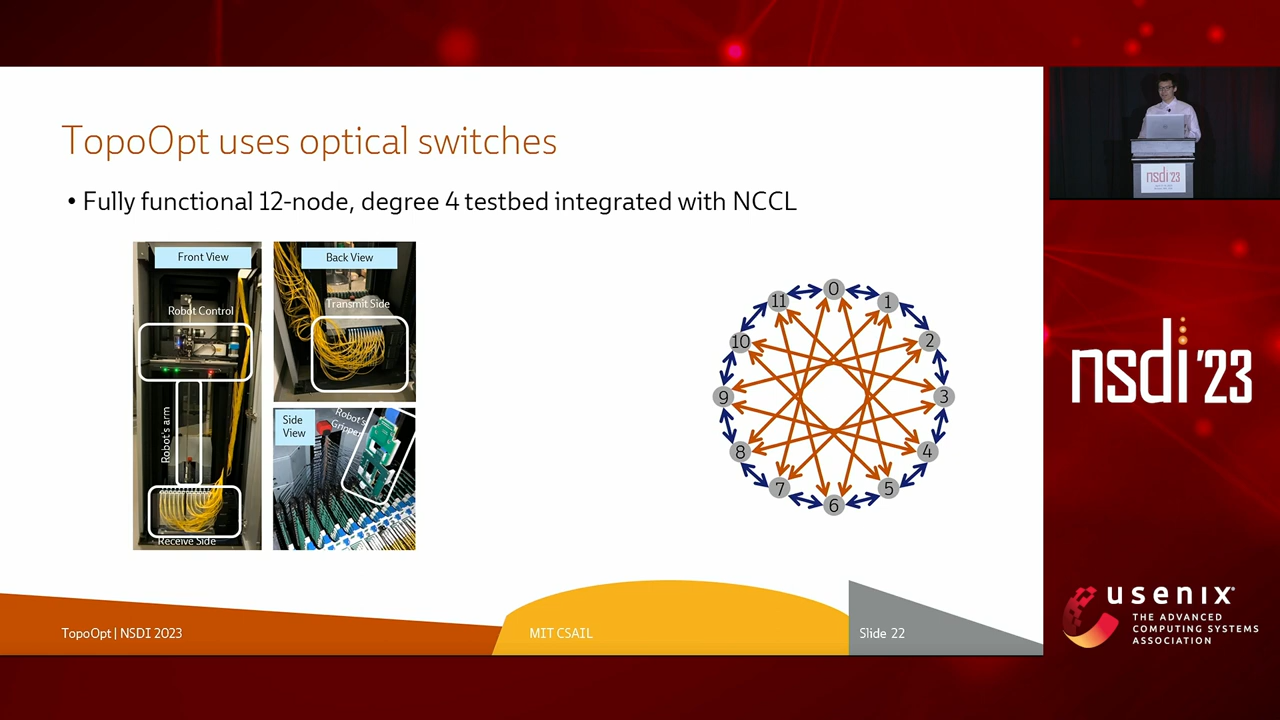 TopoOpt uses optical switches
• Fully functional 12-node, degree 4 testbed integrated with NCCL
Front View
Robot Control
Robot's arm
Receive Side
Back View
Transmit Side
Side
View
Robot's
Gripper
0
1
2
3
4
5
6
7
8
9
10
11
TopoOpt | NSDI 2023
MIT CSAIL
Slide 22
nsdi'23
nsdi'23
usenix®
THE ADVANCED
COMPUTING SYSTEMS
ASSOCIATION